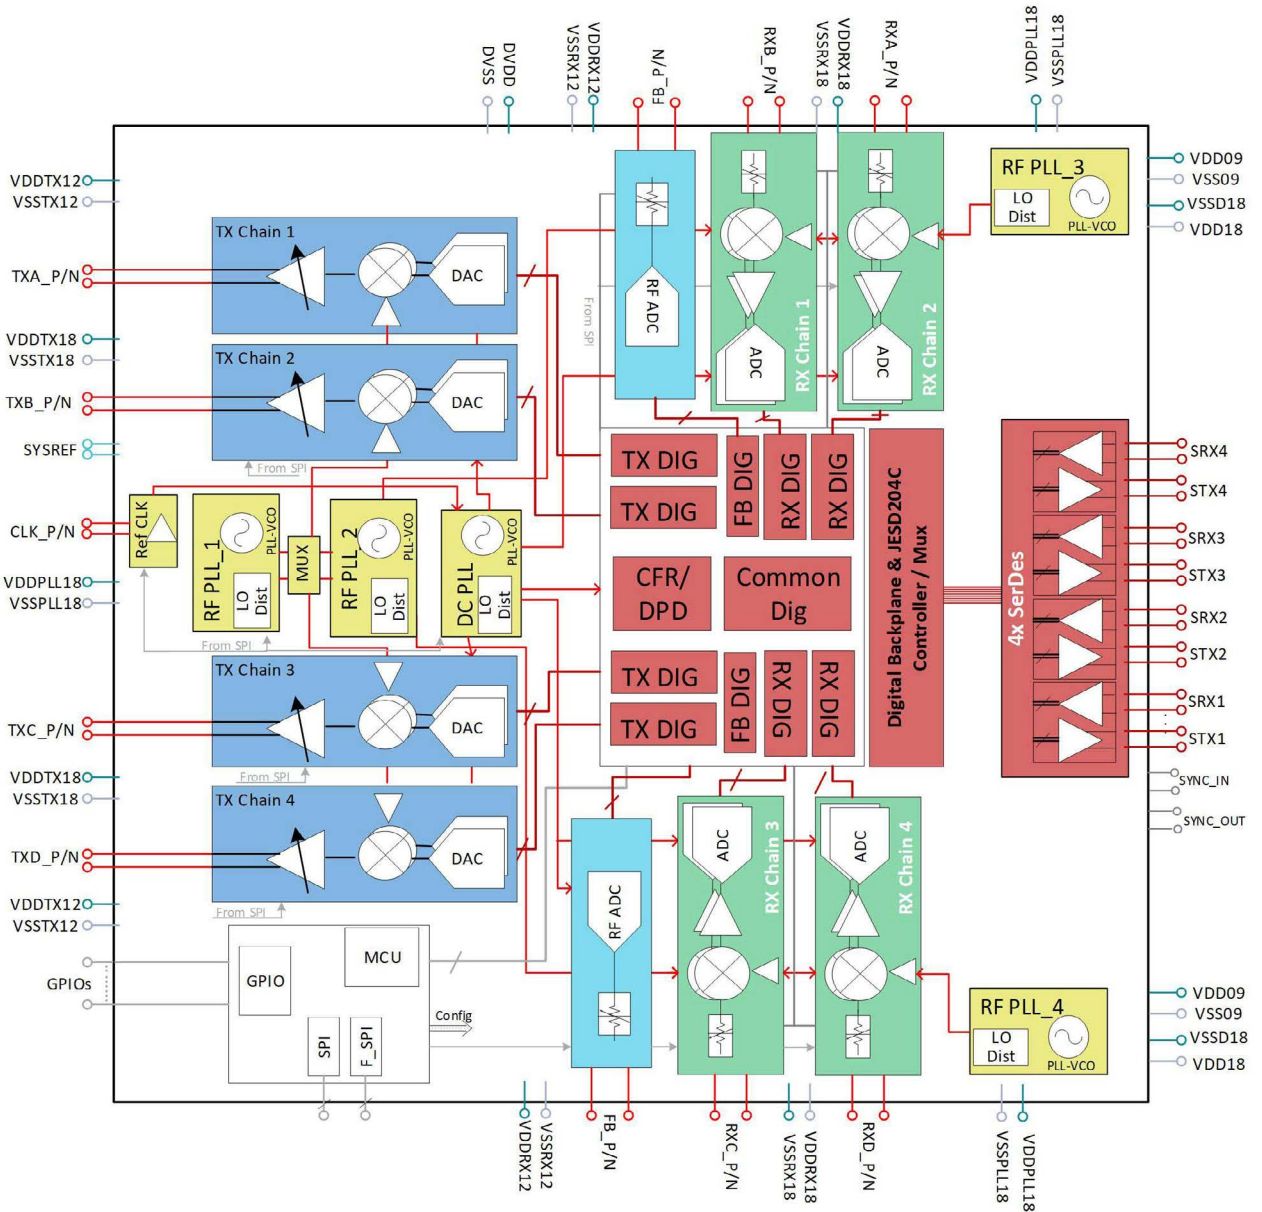 DVSS
DVDD
VSSRX12
VDDRX12
FB_P/N
RXB_P/N
VSSRX18
VDDRX18
RXA_P/N
VDDPLL18
VSSPLL18
VDDTX12
VSSTX12
TXA_P/N
VDDTX18
VSSTX18
TXB_P/N
SYSREF
CLK_P/N
VDDPLL18
VSSPLL18
TXC_P/N
VDDTX18
VSSTX18
TXD_P/N
VDDTX12
VSSTX12
GPIOs
TX Chain 1
DAC
TX Chain 2
DAC
From SPI
Ref CLK
RF PLL_1
PLL-VCO
LO
Dist
MUX
RF PLL_2
PLL-VCO
LO
Dist
DC PLL
PLL-VCO
LO
Dist
From SPI
TX Chain 3
DAC
From SPI
TX Chain 4
DAC
From SPI
GPIO
MCU
SPI
F_SPI
Config
From SPI
RF ADC
ADC
RX Chain 1
ADC
RX Chain 2
RF PLL_3
LO
Dist
PLL-VCO
TX DIG
TX DIG
FB DIG
RX DIG
RX DIG
CFR/
DPD
Common
Dig
TX DIG
TX DIG
FB DIG
RX DIG
RX DIG
Digital Backplane & JESD204C
Controller / Mux
4x SerDes
RF ADC
ADC
RX Chain 3
ADC
RX Chain 4
RF PLL_4
LO
Dist
PLL-VCO
VDD09
VSS09
VSSD18
VDD18
SRX4
STX4
SRX3
STX3
SRX2
STX2
SRX1
STX1
SYNC_IN
SYNC_OUT
VDD09
VSS09
VSSD18
VDD18
VDDRX12
VSSRX12
FB_P/N
RXC_P/N
VSSRX18
VDDRX18
RXD_P/N
VSSPLL18
VDDPLL18